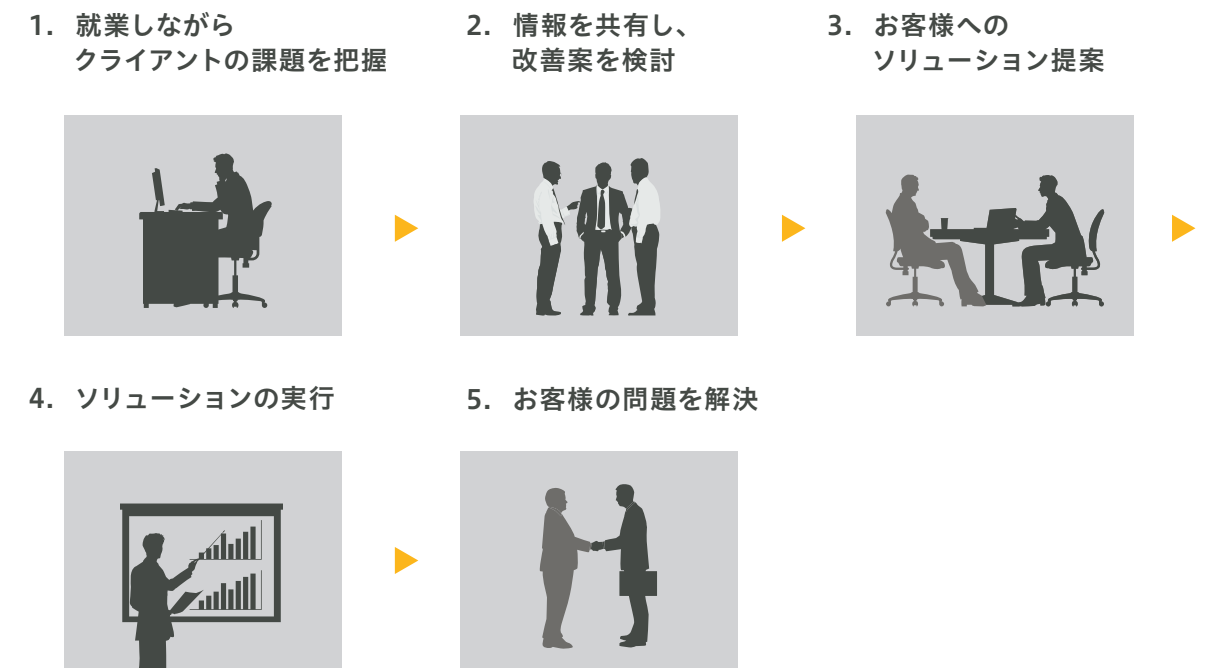 1. 就業しながら
クライアントの課題を把握
2. 情報を共有し、
改善案を検討
3. お客様への
ソリューション提案
4. ソリューションの実行
5. お客様の問題を解決